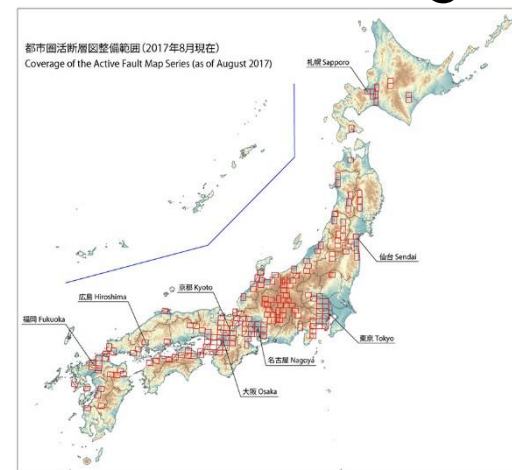 都市圏活断層図整備範囲(2017年8月現在)
Coverage of the Active Fault Map Series (as of August 2017)
札幌 Sapporo
仙台 Sendai
京都 Kyoto
広島 Hiroshima
福岡 Fukuoka
東京 Tokyo
名古屋 Nagoya
大阪 Osaka